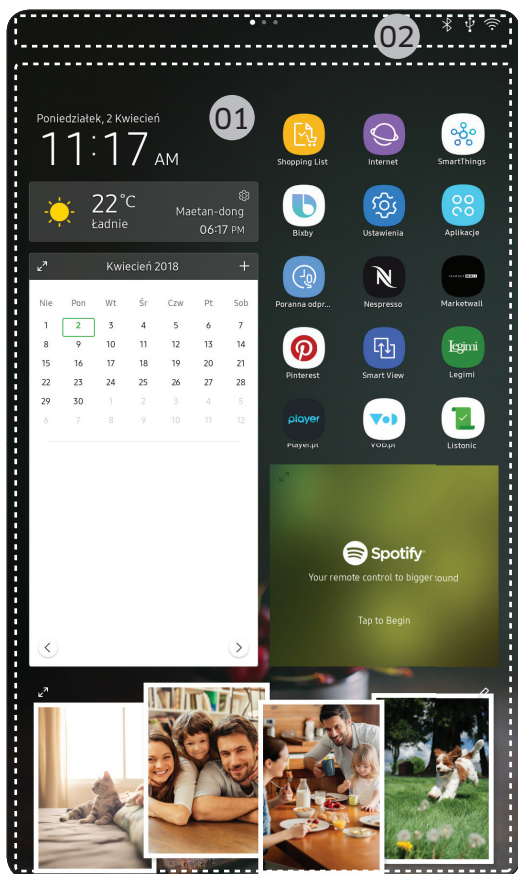 02
01
Poniedziałek, 2 Kwiecień
11:17 AM
22°C
Ładnie
Maetan-dong
06:17 PM
Kwiecień 2018
Nie Pon Wt Śr Czw Pt Sob
1 2 3 4 5 6 7
8 9 10 11 12 13 14
15 16 17 18 19 20 21
22 23 24 25 26 27 28
29 30 1 2 3 4 5
6 7 8 9 10 11 12
Shopping List Internet SmartThings
Bixby Ustawienia Aplikacje
MARKET WALL
Poranna odpr... Nespresso Marketwall
Legimi
Pinterest Smart View Legimi
player VOD
Player.pl VOD.pl Listonic
Spotify
Your remote control to bigger sound
Tap to Begin